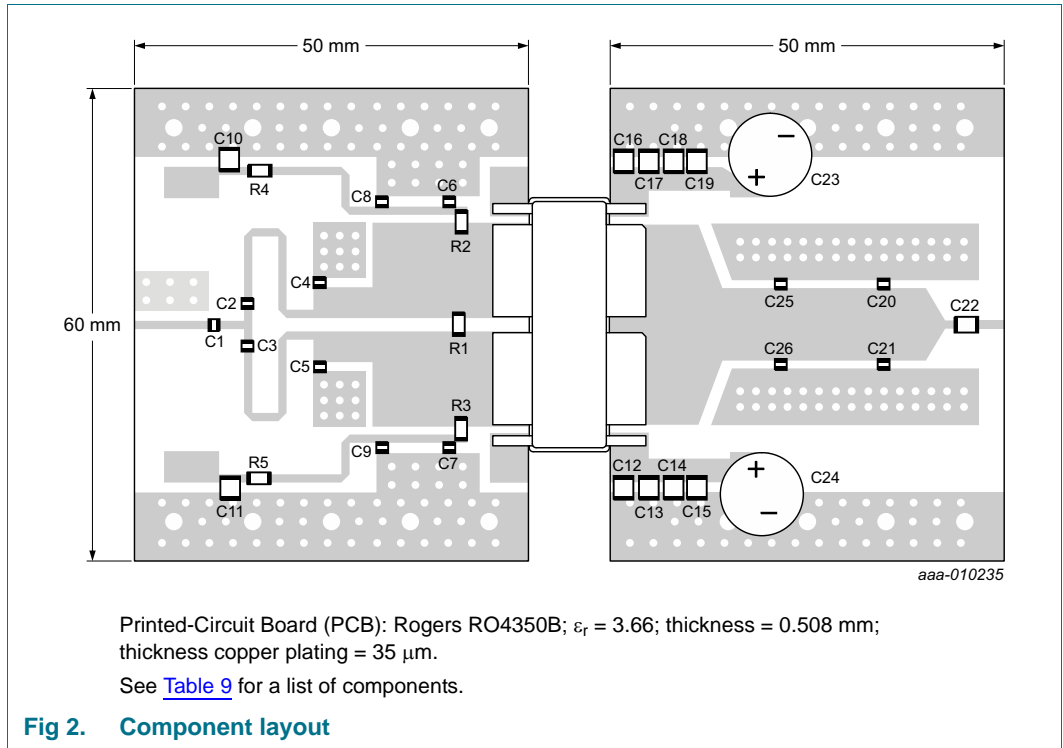 50 mm
50 mm
60 mm
C10
R4
C8
C6
R2
C16
C18
C17
C19
−
+
C23
C4
C2
C1
C3
R1
C5
C25
C20
C22
C26
C21
R3
R5
C9
C7
C11
C12
C14
C13
C15
+
−
C24
aaa-010235
Printed-Circuit Board (PCB): Rogers RO4350B; εr = 3.66; thickness = 0.508 mm;
thickness copper plating = 35 μm.
See Table 9 for a list of components.
Fig 2. Component layout